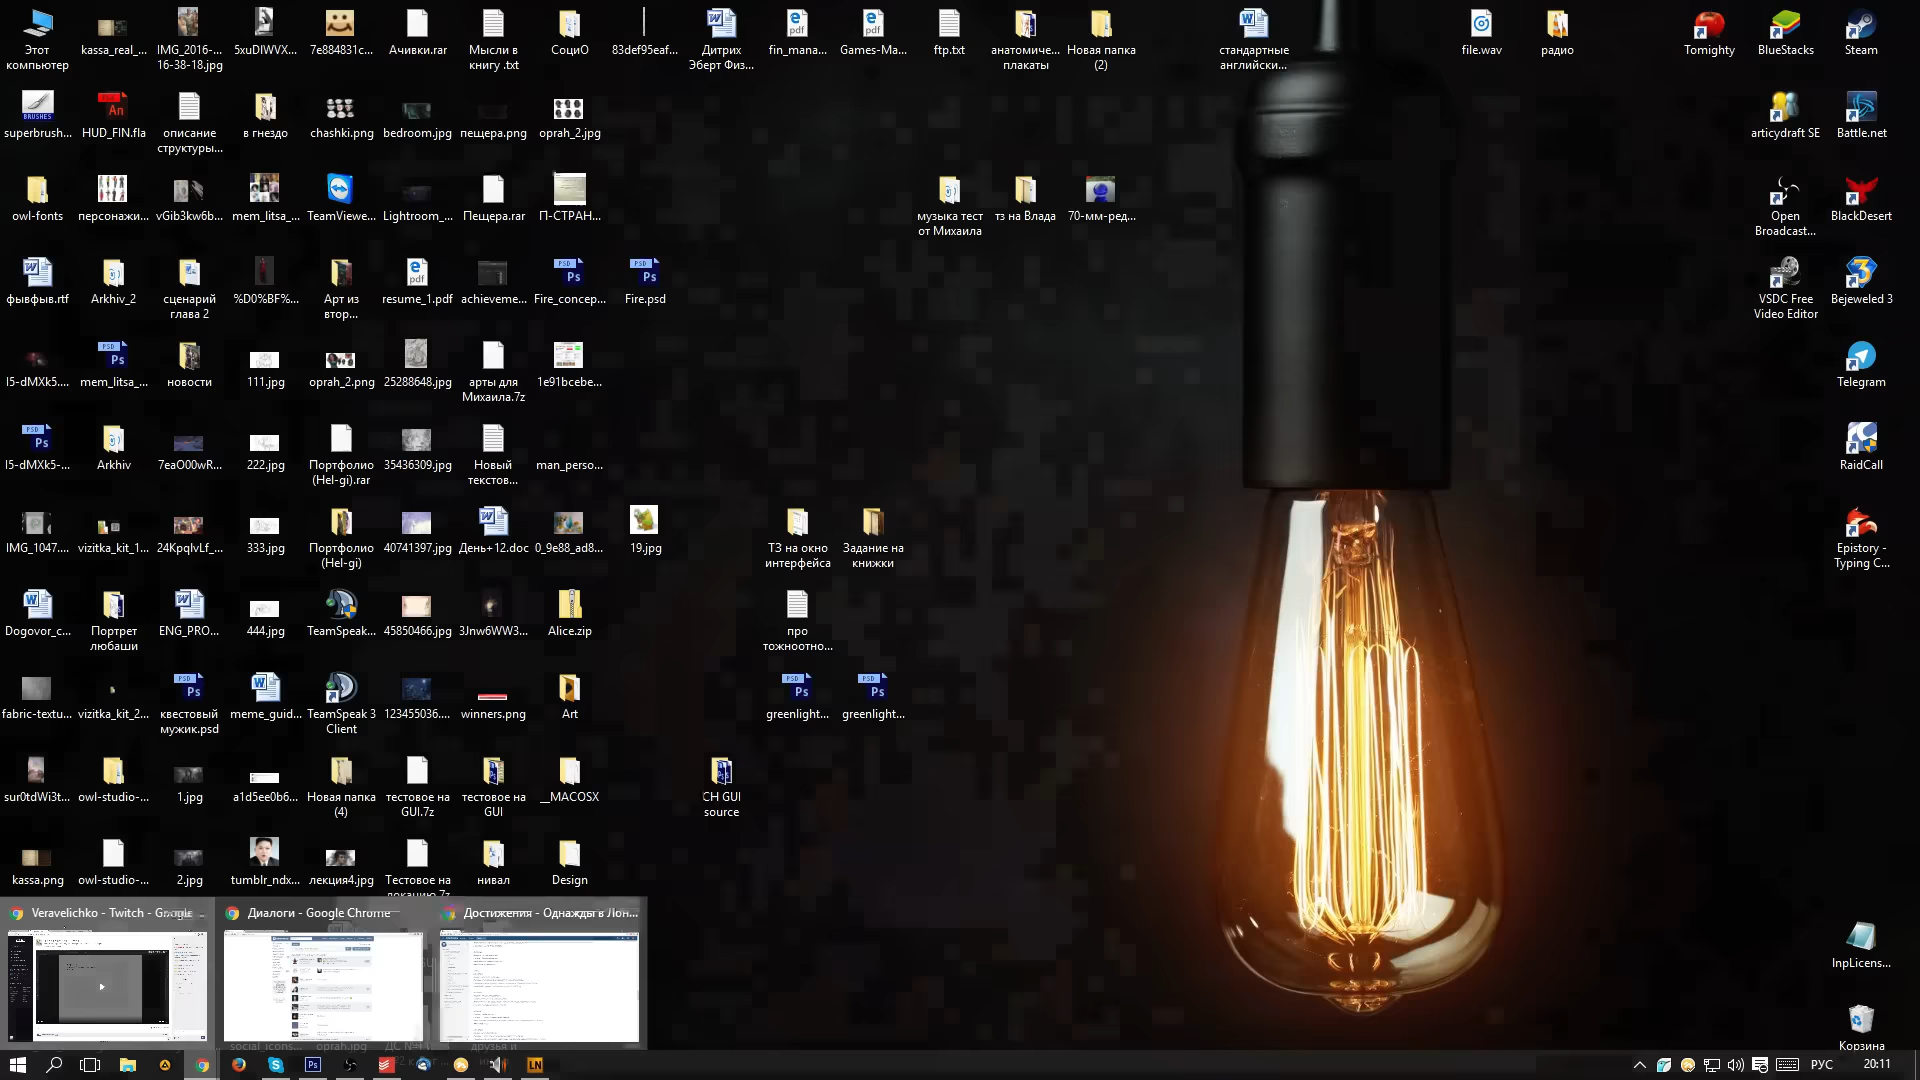 Этот
компьютер
kassa_real_...
IMG_2016-...
16-38-18.jpg
5xuDIWVX...
7e884831c...
Ачивки.rar
Мысли в
книгу .txt
СоциО
83def95eaf...
Дитрих
Эберт Физ...
fin_mana...
Games-Ma...
ftp.txt
анатомиче...
плакаты
Новая папка
(2)
стандартные
английски...
file.wav
радио
Tomighty
BlueStacks
Steam
superbrush...
HUD_FIN.fla
описание
структуры...
в гнездо
chashki.png
bedroom.jpg
пещера.png
oprah_2.jpg
articydraft SE
Battle.net
owl-fonts
персонажи...
vGib3kw6b...
mem_litsa_...
TeamViewe...
Lightroom_...
Пещера.rar
П-СТРАН...
музыка тест
от Михаила
тз на Влада
70-мм-ред...
Open
Broadcast...
BlackDesert
фывфыв.rtf
Arkhiv_2
сценарий
глава 2
%D0%BF%...
Арт из
втор...
resume_1.pdf
achieveme...
Fire_concep...
Fire.psd
VSDC Free
Video Editor
Bejeweled 3
I5-dMXk5....
mem_litsa_...
новости
111.jpg
oprah_2.png
25288648.jpg
арты для
Михаила.7z
1e91bcebe...
Telegram
I5-dMXk5-...
Arkhiv
7eaO00wR...
222.jpg
Портфолио
(Hel-gi).rar
35436309.jpg
Новый
текстов...
man_perso...
RaidCall
IMG_1047....
vizitka_kit_1...
24KpqlvLf_...
333.jpg
Портфолио
(Hel-gi)
40741397.jpg
День+12.doc
0_9e88_ad8...
19.jpg
ТЗ на окно
интерфейса
Задание на
книжки
Epistory -
Typing C...
Dogovor_c...
Портрет
любаши
ENG_PRO...
444.jpg
TeamSpeak...
45850466.jpg
3Jnw6WW3...
Alice.zip
про
тожноотно...
fabric-textu...
vizitka_kit_2...
квестовый
мужик.psd
meme_guid...
TeamSpeak 3
Client
123455036....
winners.png
Art
greenlight...
greenlight...
sur0tdWi3t...
owl-studio-...
1.jpg
a1d5ee0b6...
Новая папка
(4)
тестовое на
GUI.7z
тестовое на
GUI
__MACOSX
CH GUI
source
kassa.png
owl-studio-...
2.jpg
tumblr_ndx...
лекция4.jpg
Тестовое на
локацию.7z
нивал
Design
Veravelichko - Twitch - Google
Диалоги - Google Chrome
Достижения - Однажды в Лон...
InpLicens...
Корзина
РУС
20:11